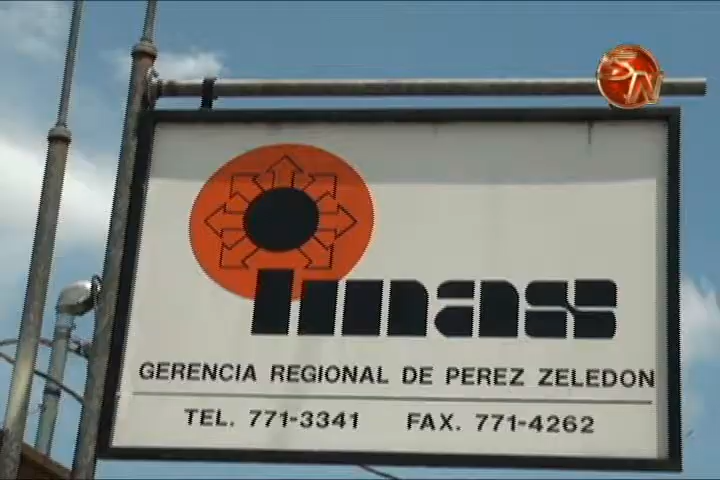 imas
GERENCIA REGIONAL DE PEREZ ZELEDON
TEL. 771-3341 FAX. 771-4262